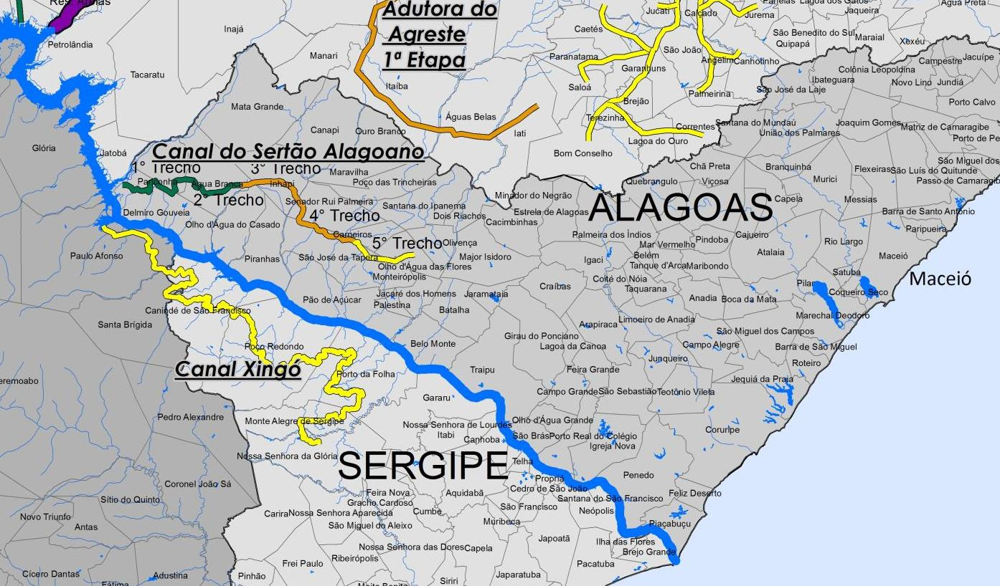 Res. Areias
Petrolândia
Inajá
Manari
Tacaratu
Adutora do
Agreste
1ª Etapa
Itaíba
Águas Belas
Iati
Jucati
Calçado
Panelas
Lagoa dos Gatos
Jurema
Jaqueira
Água Preta
Caetés
São Benedito do Sul
Quipapá
Maraial
Xexéu
Paranatama
São João
Angelim
Canhotinho
Garanhuns
Saloá
Palmeirina
Brejão
Terezinha
Correntes
Lagoa do Ouro
Bom Conselho
Jacuípe
Campestre
Colônia Leopoldina
Ibateguara
Novo Lino
Jundiá
São José da Laje
Porto Calvo
Santana do Mundaú
União dos Palmares
Joaquim Gomes
Matriz de Camaragibe
Porto de Pe
São Miguel dos
São Luís do Quitunde
Passo de Camaragib
Flexeiras
Branquinha
Murici
Chã Preta
Viçosa
Quebrangulo
Capela
Messias
Barra de Santo Antônio
Paripueira
Mata Grande
Canapi
Ouro Branco
Glória
Jatobá
Canal do Sertão Alagoano
1° Trecho
3° Trecho
Maravilha
Poço das Trincheiras
Pariconha
Água Branca
Inhapi
2° Trecho
Senador Rui Palmeira
4° Trecho
Santana do Ipanema
Dois Riachos
Minador do Negrão
Estrela de Alagoas
Cacimbinhas
ALAGOAS
Delmiro Gouveia
Olho d'Água do Casado
Carneiros
5° Trecho
Olivença
Palmeira dos Índios
Mar Vermelho
Pindoba
Cajueiro
Atalaia
Rio Largo
Maceió
Maceió
Paulo Afonso
Piranhas
São José da Tapera
Olho d'Água das Flores
Monteirópolis
Major Isidoro
Igaci
Belém
Tanque d'Arca
Maribondo
Satuba
Pilar
Coqueiro Seco
Marechal Deodoro
Coité do Nóia
Taquarana
Craíbas
Anadia
Boca da Mata
Pão de Açúcar
Jacaré dos Homens
Palestina
Jaramataia
Batalha
Canindé de São Francisco
Santa Brígida
Arapiraca
Limoeiro de Anadia
São Miguel dos Campos
Barra de São Miguel
Campo Alegre
Roteiro
Girau do Ponciano
Lagoa da Canoa
Belo Monte
Poço Redondo
Canal Xingó
Porto da Folha
Traipu
Junqueiro
Feira Grande
Jequiá da Praia
Campo Grande
São Sebastião
Teotônio Vilela
eremoabo
Gararu
Pedro Alexandre
Monte Alegre de Sergipe
Nossa Senhora de Lourdes
Itabi
Canhoba
Olho d'Água Grande
São Brás
Porto Real do Colégio
Igreja Nova
Coruripe
Nossa Senhora da Glória
SERGIPE
Telha
Propriá
Cedro de São João
Penedo
Coronel João Sá
Sítio do Quinto
Feira Nova
Gracho Cardoso
Aquidabã
Santana do São Francisco
Feliz Deserto
São Francisco
Neópolis
Carira
Nossa Senhora Aparecida
Cumbe
Muribeca
Piaçabuçu
São Miguel do Aleixo
Novo Triunfo
Antas
Japoatã
Ilha das Flores
Brejo Grande
Nossa Senhora das Dores
Capela
Ribeirópolis
Frei Paulo
Pacatuba
Cícero Dantas
Adustina
Fátima
Pinhão
Siriri
Japaratuba
Moita Bonita